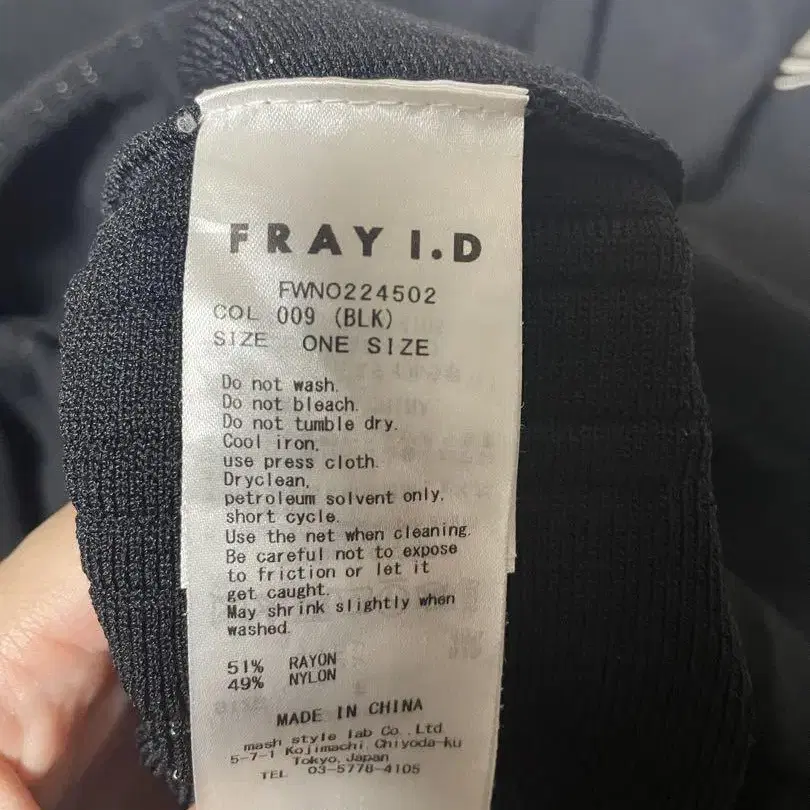 FRAY I.D
FWNO224502
COL 009 (BLK)
SIZE ONE SIZE
Do not wash.
Do not bleach.
Do not tumble dry.
Cool iron,
use press cloth.
Dryclean,
petroleum solvent only,
short cycle.
Use the net when cleaning.
Be careful not to expose
to friction or let it
get caught.
May shrink slightly when
washed.
51% RAYON
49% NYLON
MADE IN CHINA
mash style lab Co.,Ltd.
5-7-1 Kojimachi, Chiyoda-ku
Tokyo, Japan
TEL 03-5778-4105